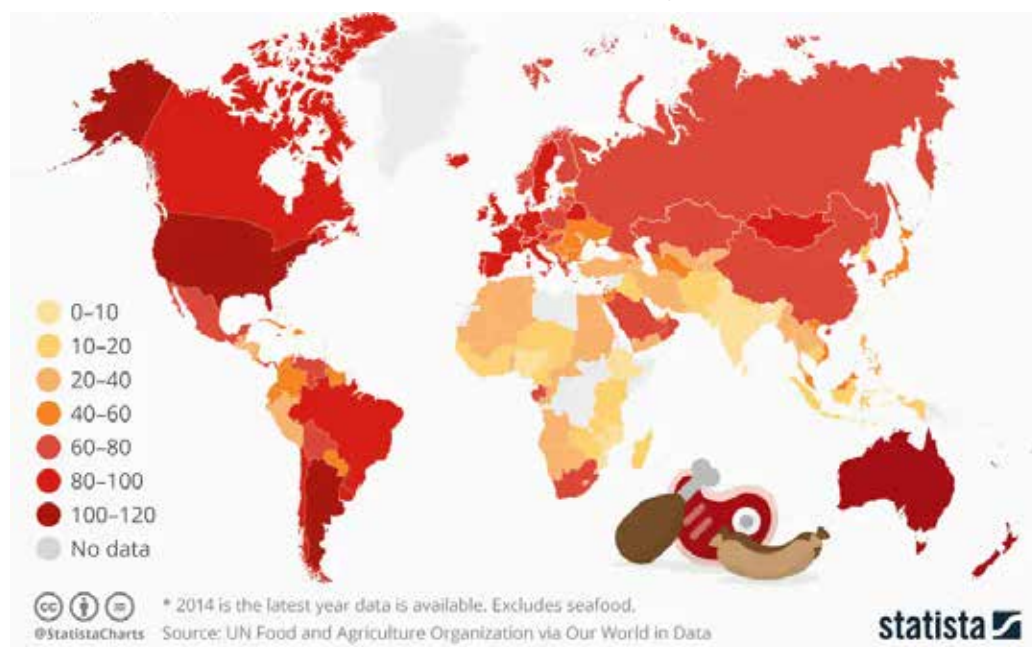 0–10
10–20
20–40
40–60
60–80
80–100
100–120
No data
* 2014 is the latest year data is available. Excludes seafood.
@StatistaCharts Source: UN Food and Agriculture Organization via Our World in Data
statista